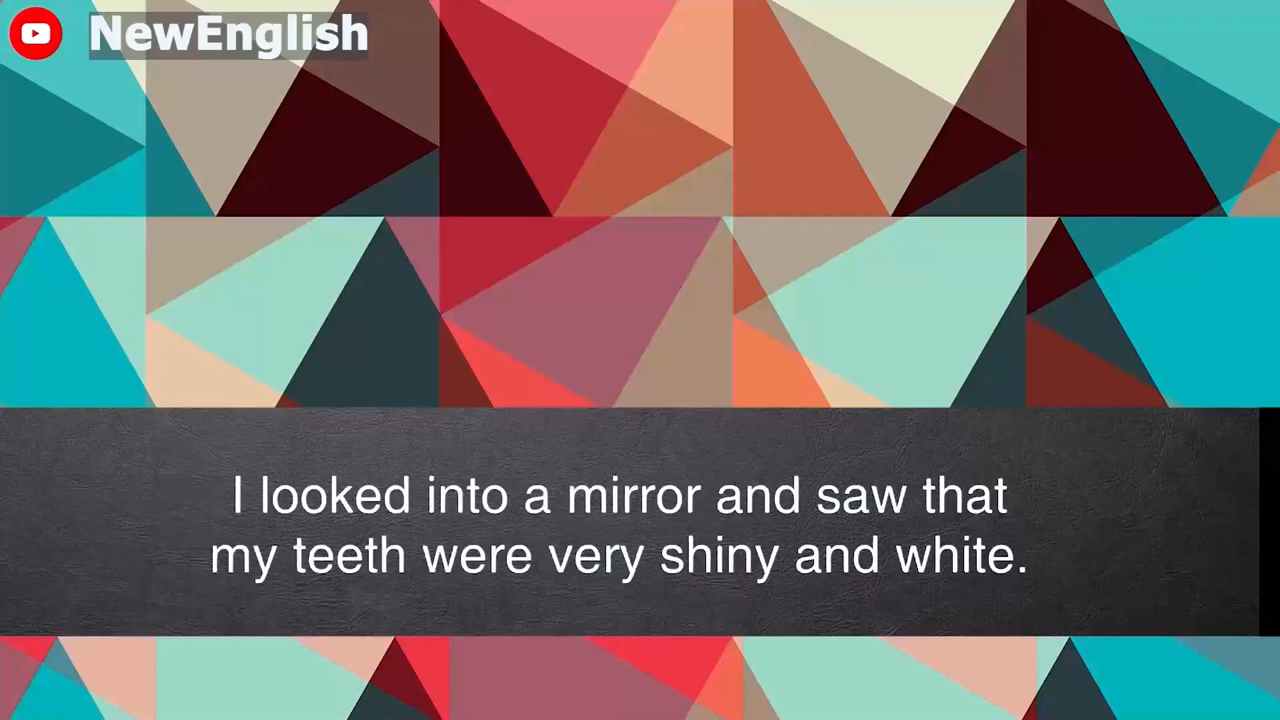 NewEnglish
I looked into a mirror and saw that
my teeth were very shiny and white.